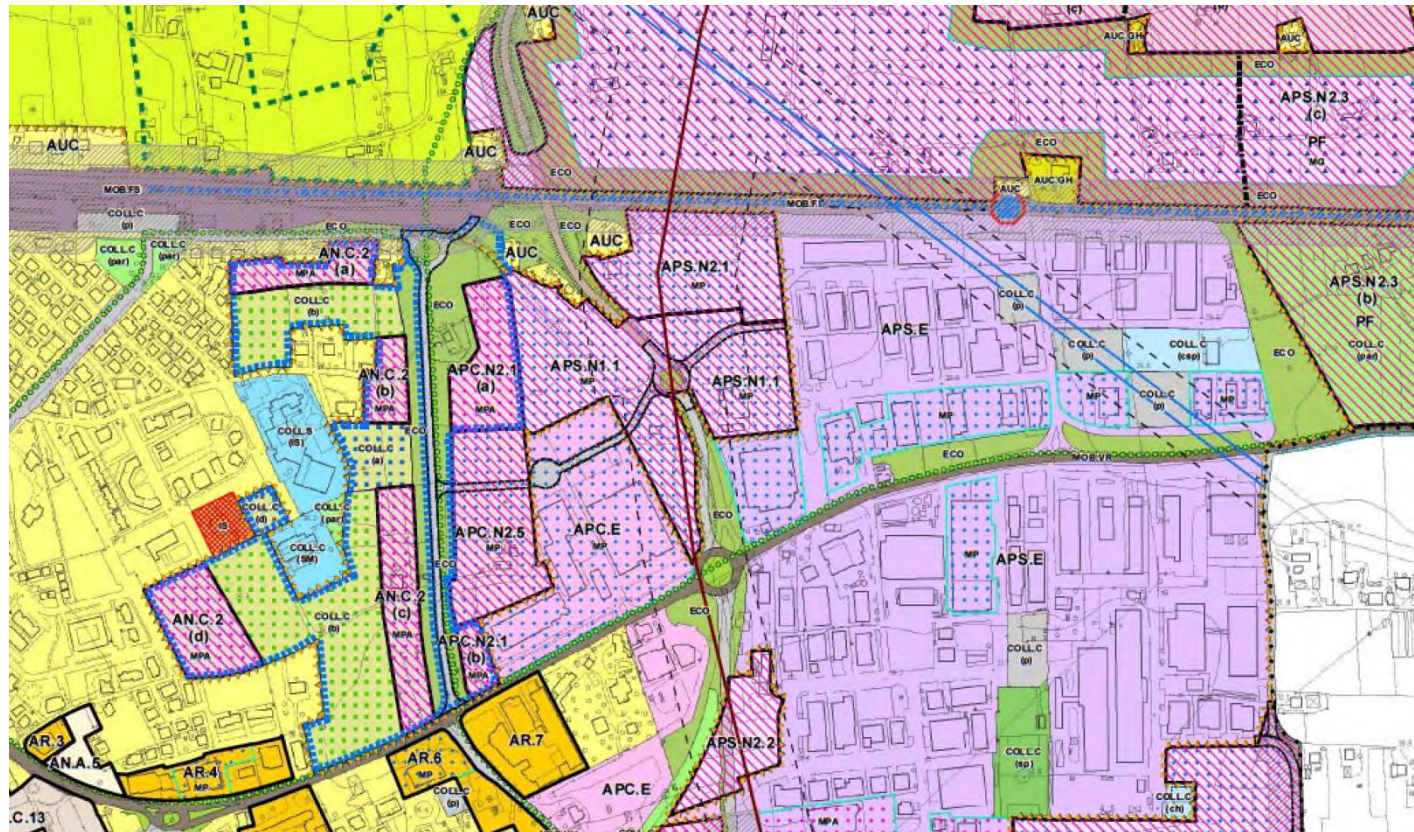 AUC
(c)
AUC.GH
AUC
ECO
APS.N2.3
(c)
PF
MG
AUC
AUC
ECO
ECO
AUC
AUC.GH
ECO
MOB.FS
MOB.F
COLL.C
(p)
ECO
ECO
ECO
COLL.C
(par)
COLL.C
(par)
AN.C.2
(a)
MPA
AUC
AUC
APS.N2.1
MP
COLL.C
(b)
ECO
COLL.C
(p)
APS.N2.3
(b)
PF
COLL.C
(par)
APS.E
COLL.C
(p)
COLL.C
(csp)
ECO
AN.C.2
(b)
MPA
APC.N2.1
(a)
MPA
APS.N1.1
MP
APS.N1.1
MP
MP
MP
COLL.C
(p)
MP
COLL.S
(IS)
ECO
COLL.C
(a)
ECO
MOB.VR
IS
COLL.C
(d)
COLL.C
(par)
COLL.C
(SM)
APC.N2.5
MP
APC.E
MP
ECO
MP
APS.E
ECO
AN.C.2
(d)
MPA
COLL.C
(b)
AN.C.2
(c)
MPA
ECO
APC.N2.1
(b)
MPA
COLL.C
(p)
AR.3
AN.A.5
AR.4
MP
AR.6
MP
AR.7
APS.N2.2
COLL.C
(sp)
COLL.C
(p)
APC.E
COLL.C
(ch)
MPA
.C.13